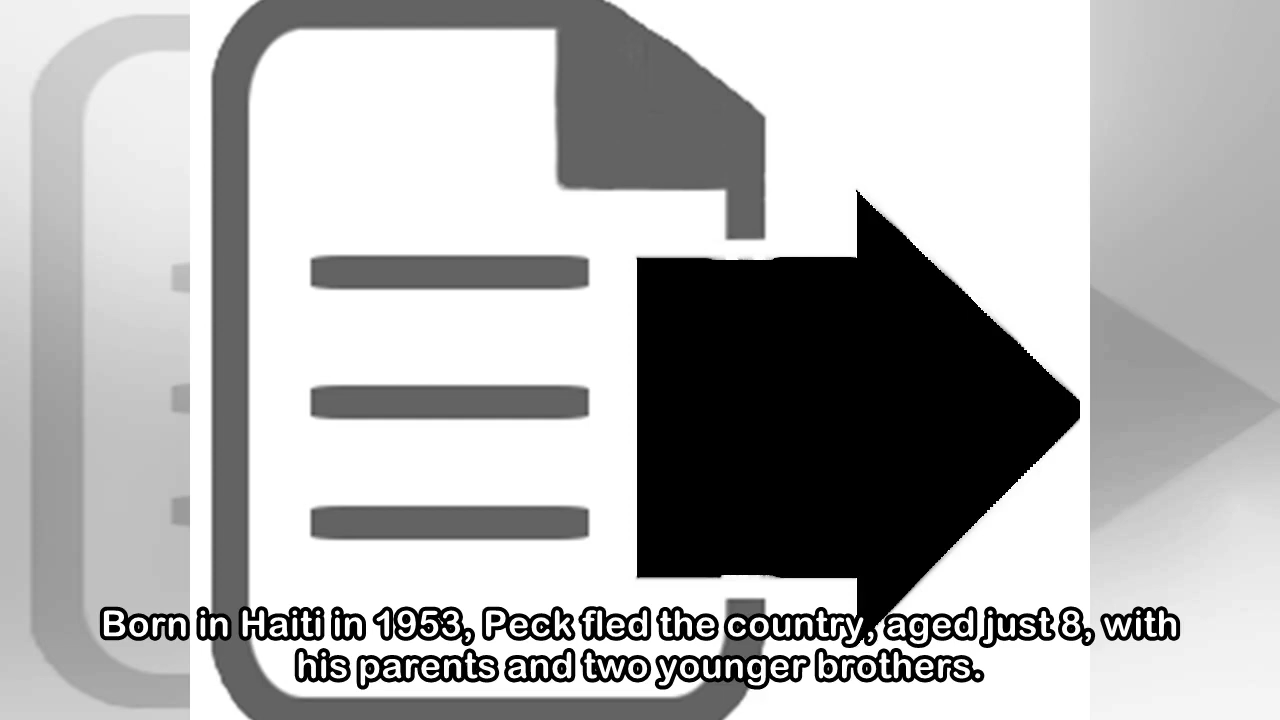 Born in Haiti in 1953, Peck fled the country, aged just 8, with
his parents and two younger brothers.